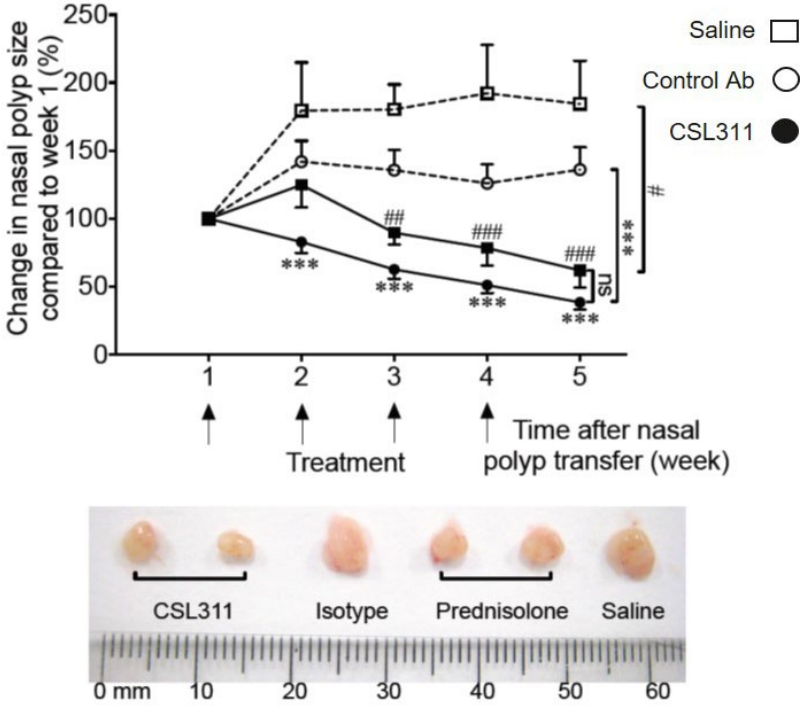 Change in nasal polyp size
compared to week 1 (%)
250
200
150
100
50
0
Saline
Control Ab
CSL311
##
###
###
***
***
***
***
ns
***
#
1 2 3 4 5
Treatment
Time after nasal
polyp transfer (week)
CSL311 Isotype Prednisolone Saline
0 mm 10 20 30 40 50 60